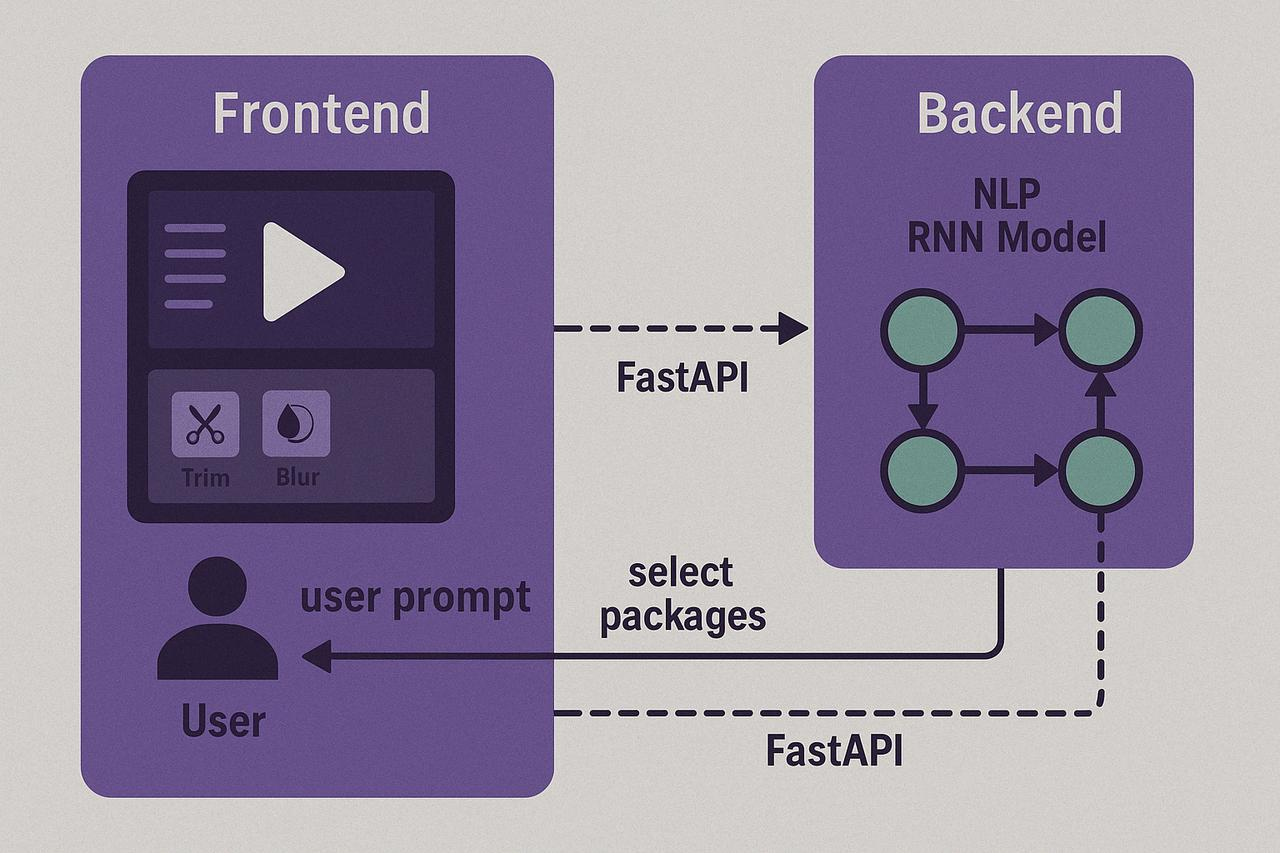 Frontend
Trim
Blur
user prompt
User
FastAPI
select
packages
FastAPI
Backend
NLP
RNN Model